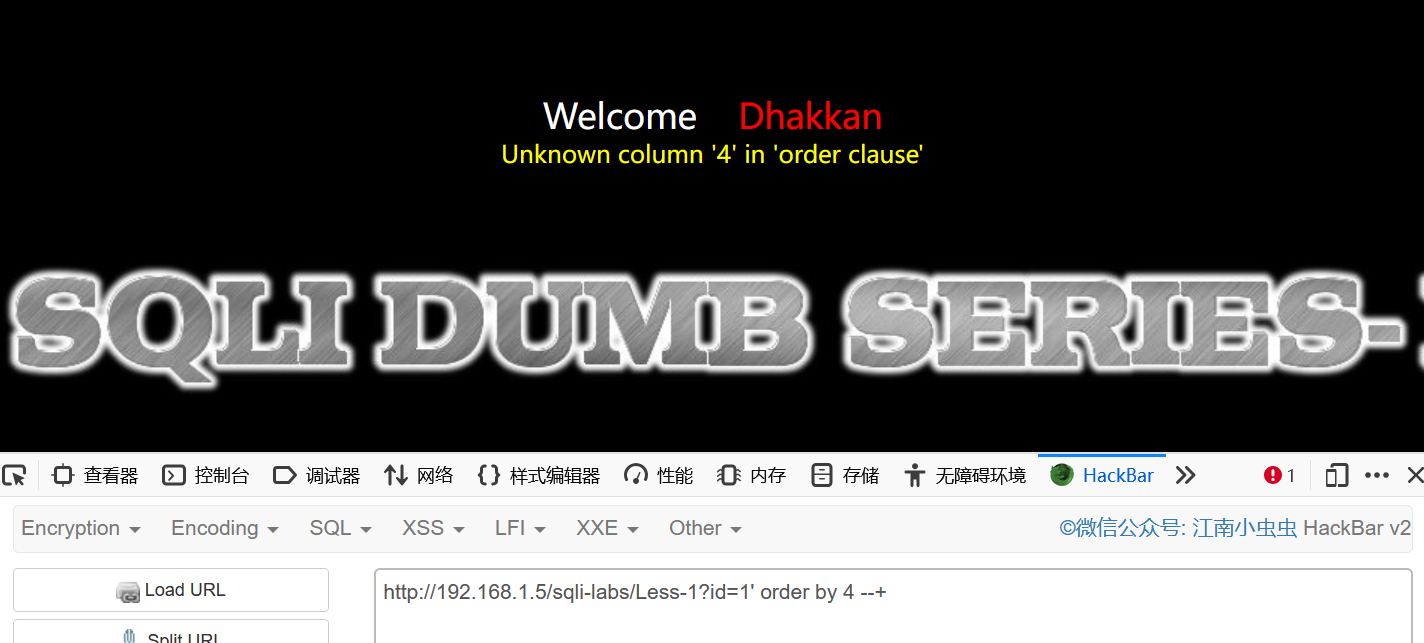 Welcome Dhakkan
Unknown column '4' in 'order clause'
SQLI DUMB SERIES-
查看器 控制台 调试器 网络 样式编辑器 性能 内存 存储 无障碍环境 HackBar 1
Encryption Encoding SQL XSS LFI XXE Other ©微信公众号: 江南小虫虫 HackBar v2
Load URL http://192.168.1.5/sqli-labs/Less-1?id=1' order by 4 --+
Split URL